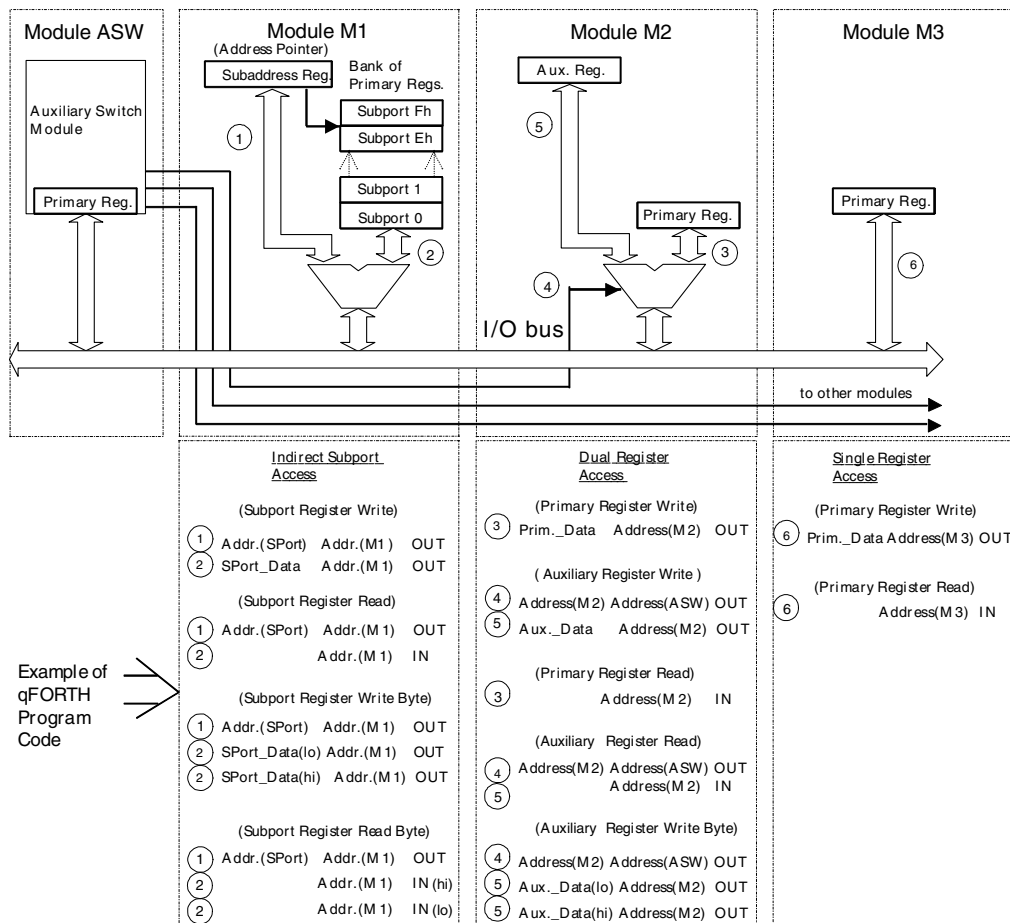 Module ASW
Auxiliary Switch
Module
Primary Reg.
Module M1
(Address Pointer)
Subaddress Reg.
Bank of
Primary Regs.
Subport Fh
Subport Eh
Subport 1
Subport 0
1
2
Module M2
Aux. Reg.
5
Primary Reg.
3
4
I/O bus
Module M3
Primary Reg.
6
to other modules
Example of
qFORTH
Program
Code
Indirect Subport
Access
(Subport Register Write)
1 Addr.(SPort) Addr.(M1) OUT
2 SPort_Data Addr.(M1) OUT
(Subport Register Read)
1 Addr.(SPort) Addr.(M1) OUT
2 Addr.(M1) IN
(Subport Register Write Byte)
1 Addr.(SPort) Addr.(M1) OUT
2 SPort_Data(lo) Addr.(M1) OUT
2 SPort_Data(hi) Addr.(M1) OUT
(Subport Register Read Byte)
1 Addr.(SPort) Addr.(M1) OUT
2 Addr.(M1) IN (hi)
2 Addr.(M1) IN (lo)
Dual Register
Access
(Primary Register Write)
3 Prim._Data Address(M2) OUT
( Auxiliary Register Write )
4 Address(M2) Address(ASW) OUT
5 Aux._Data Address(M2) OUT
(Primary Register Read)
3 Address(M2) IN
(Auxiliary Register Read)
4 Address(M2) Address(ASW) OUT
5 Address(M2) IN
(Auxiliary Register Write Byte)
4 Address(M2) Address(ASW) OUT
5 Aux._Data(lo) Address(M2) OUT
5 Aux._Data(hi) Address(M2) OUT
Single Register
Access
(Primary Register Write)
6 Prim._Data Address(M3) OUT
(Primary Register Read)
6 Address(M3) IN